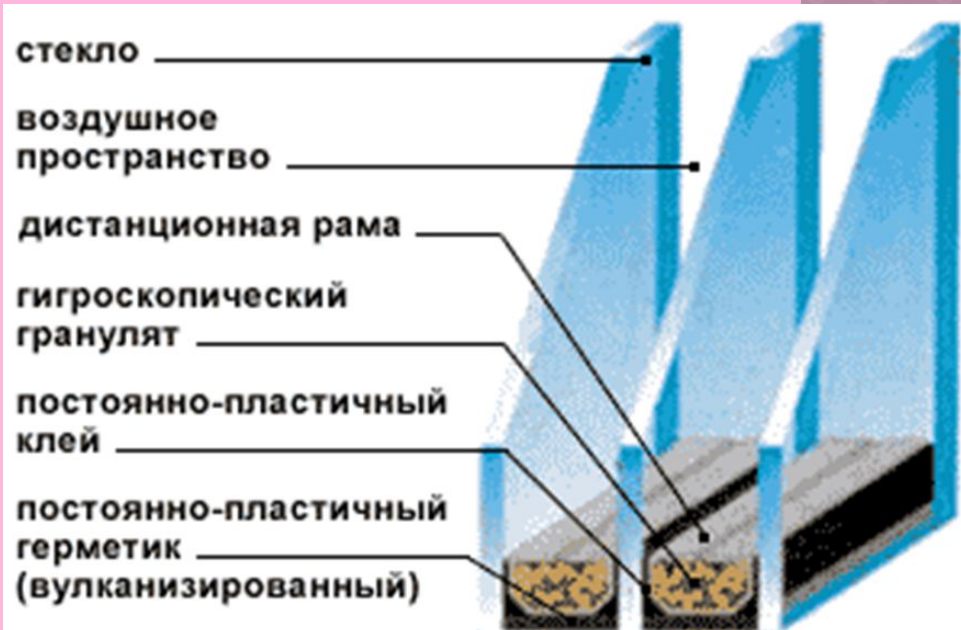 стекло
воздушное
пространство
дистанционная рама
гигроскопический
гранулят
постоянно-пластичный
клей
постоянно-пластичный
герметик
(вулканизированный)